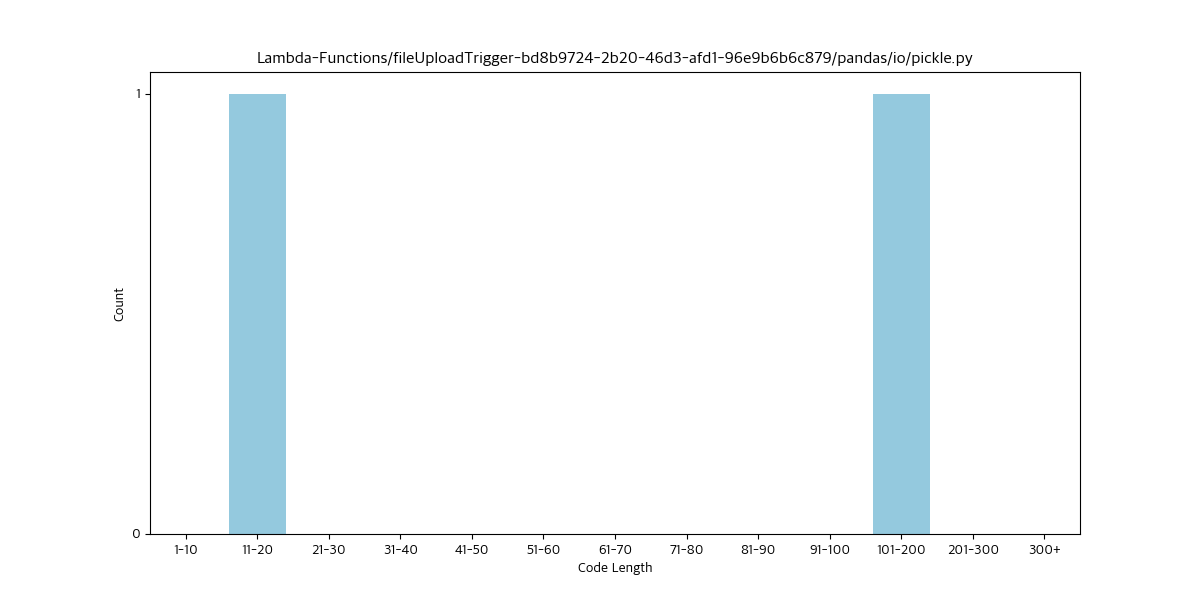 Lambda-Functions/fileUploadTrigger-bd8b9724-2b20-46d3-afd1-96e9b6b6c879/pandas/io/pickle.py
1
Count
0
1-10 11-20 21-30 31-40 41-50 51-60 61-70 71-80 81-90 91-100 101-200 201-300 300+
Code Length